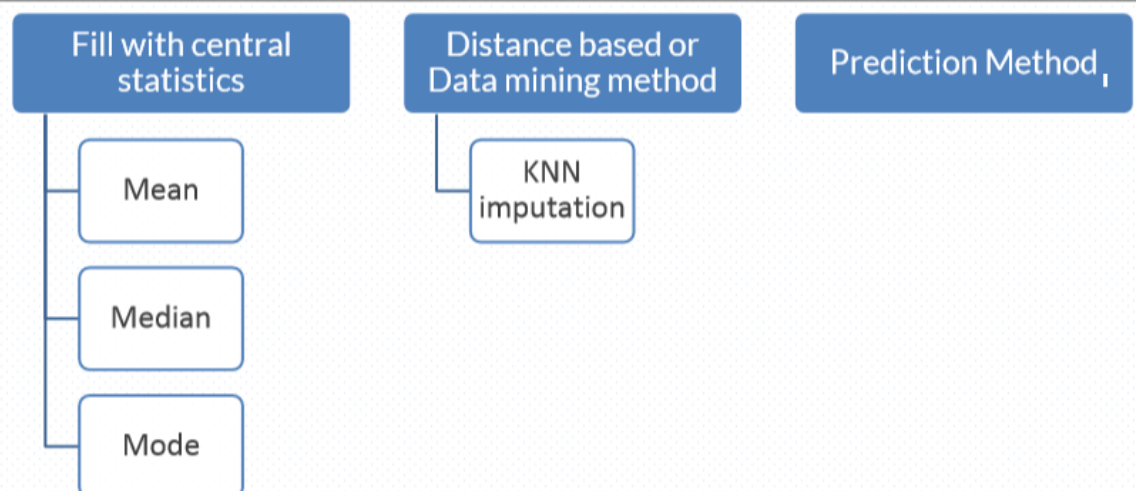 Fill with central
statistics
Mean
Median
Mode
Distance based or
Data mining method
KNN
imputation
Prediction Method